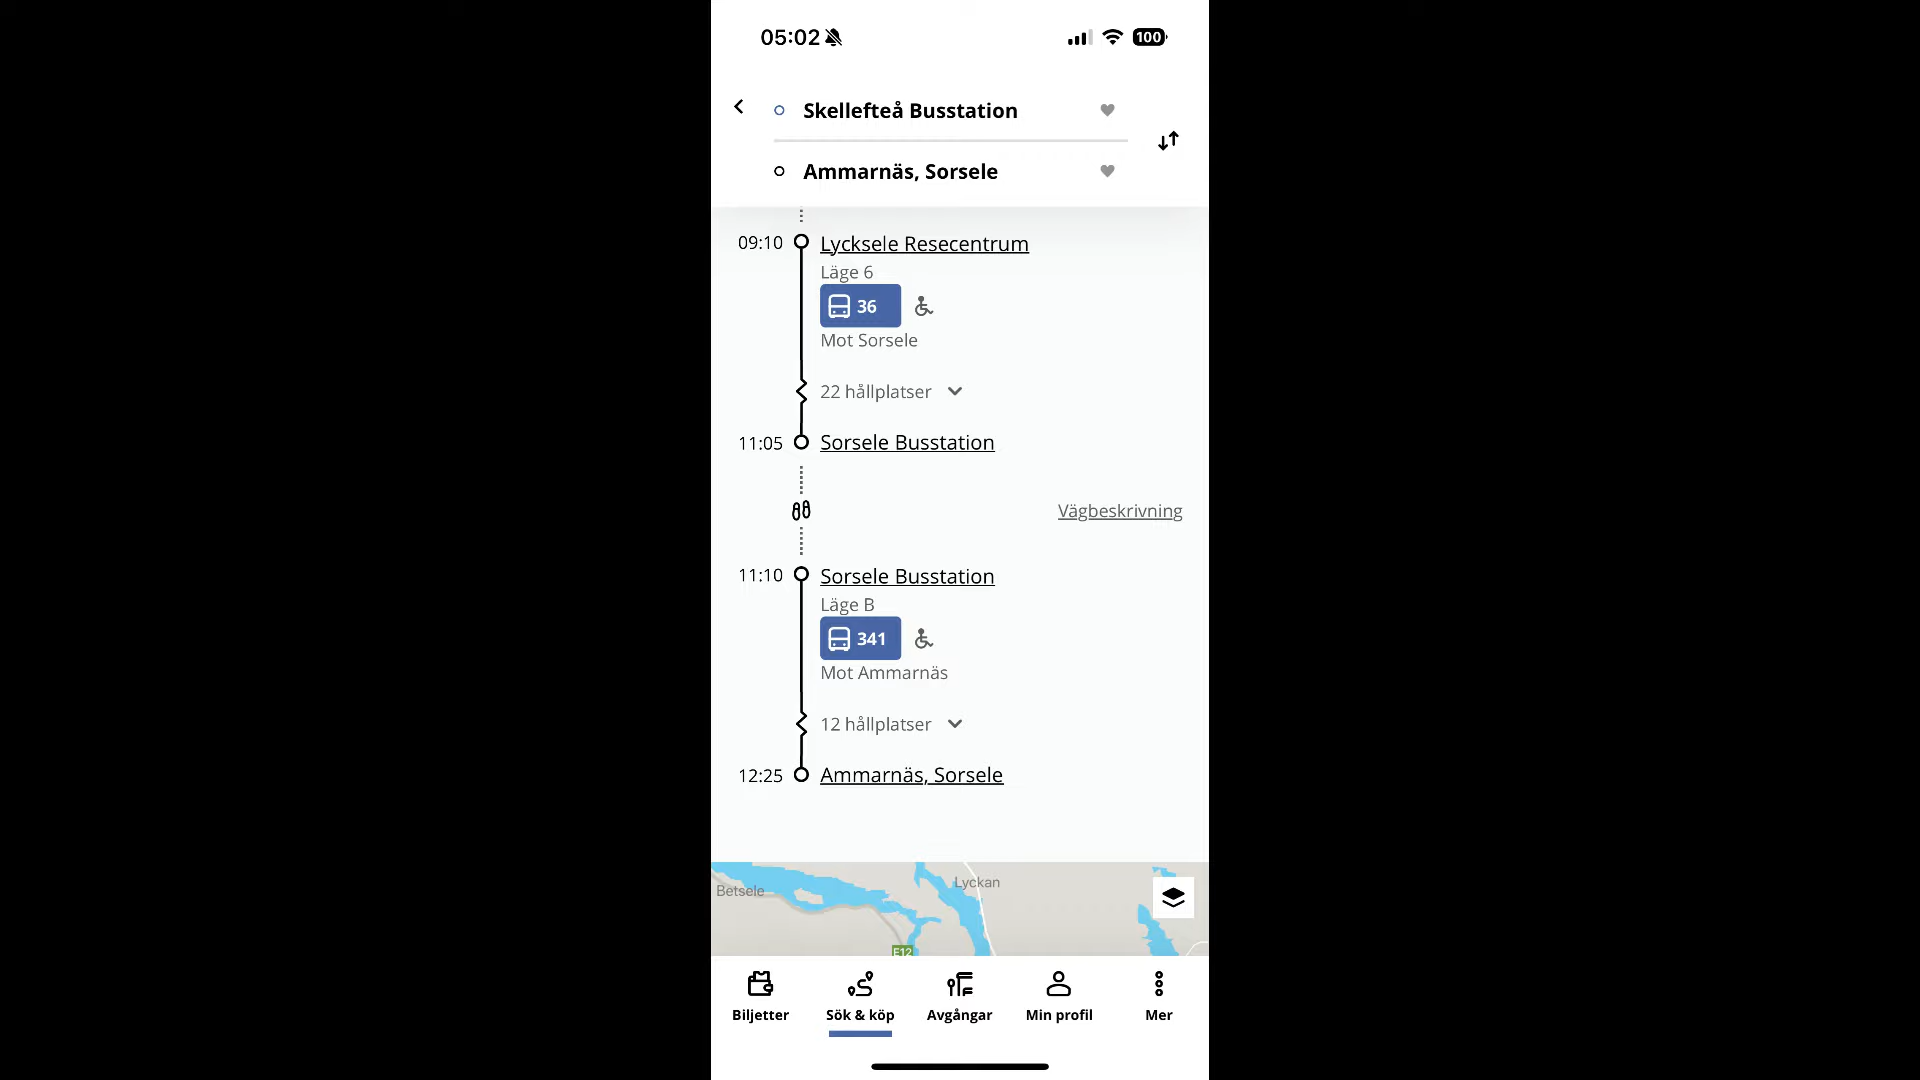 05:02
100
Skellefteå Busstation
Ammarnäs, Sorsele
09:10 Lycksele Resecentrum
Läge 6
36
Mot Sorsele
22 hållplatser
11:05 Sorsele Busstation
Vägbeskrivning
11:10 Sorsele Busstation
Läge B
341
Mot Ammarnäs
12 hållplatser
12:25 Ammarnäs, Sorsele
Lyckan
Betsele
E12
Biljetter Sök & köp Avgångar Min profil Mer